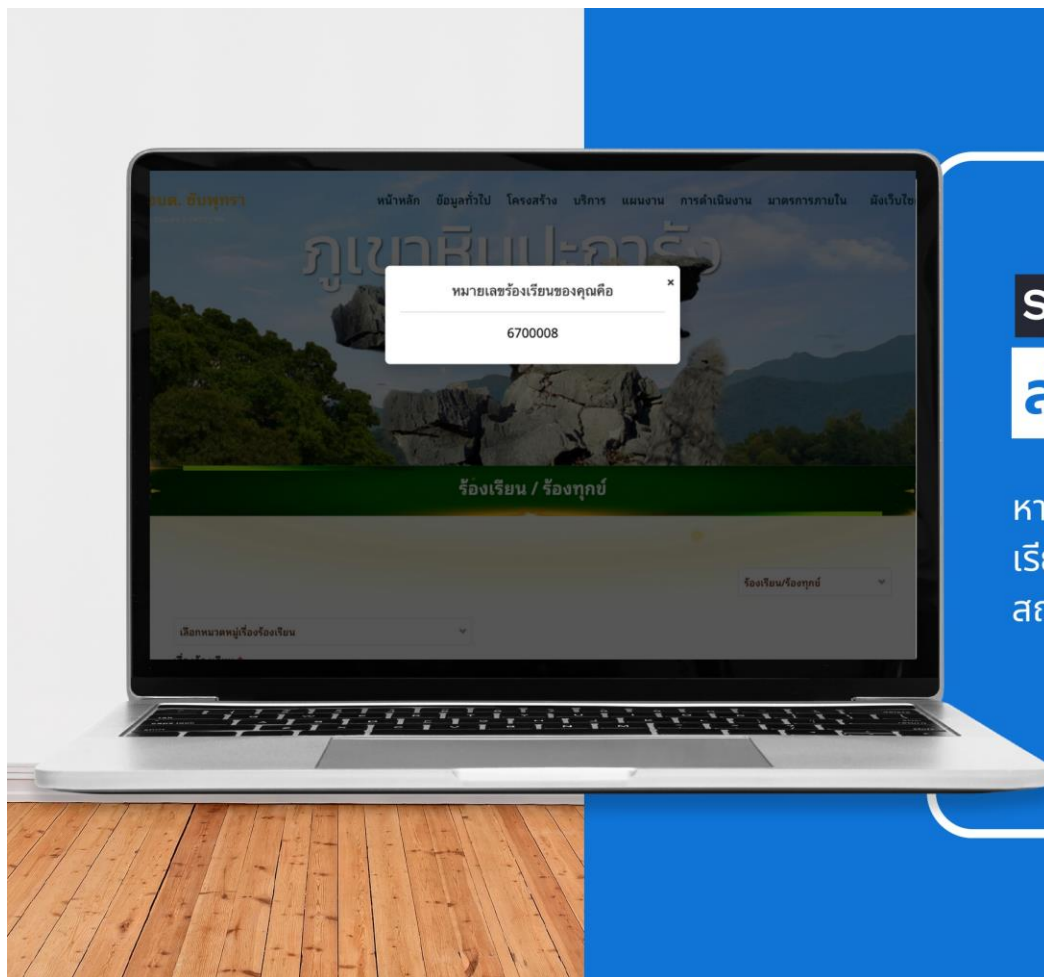 อบต. ซับพุทรา
หน้าหลัก ข้อมูลทั่วไป โครงสร้าง บริการ แผนงาน การดำเนินงาน มาตรการภายใน ผังเว็บไซ
ภูเขาหินปะการัง
หมายเลขร้องเรียนของคุณคือ
×
6700008
ร้องเรียน / ร้องทุกข์
ร้องเรียน/ร้องทุกข์
เลือกหมวดหมู่เรื่องร้องเรียน
หา